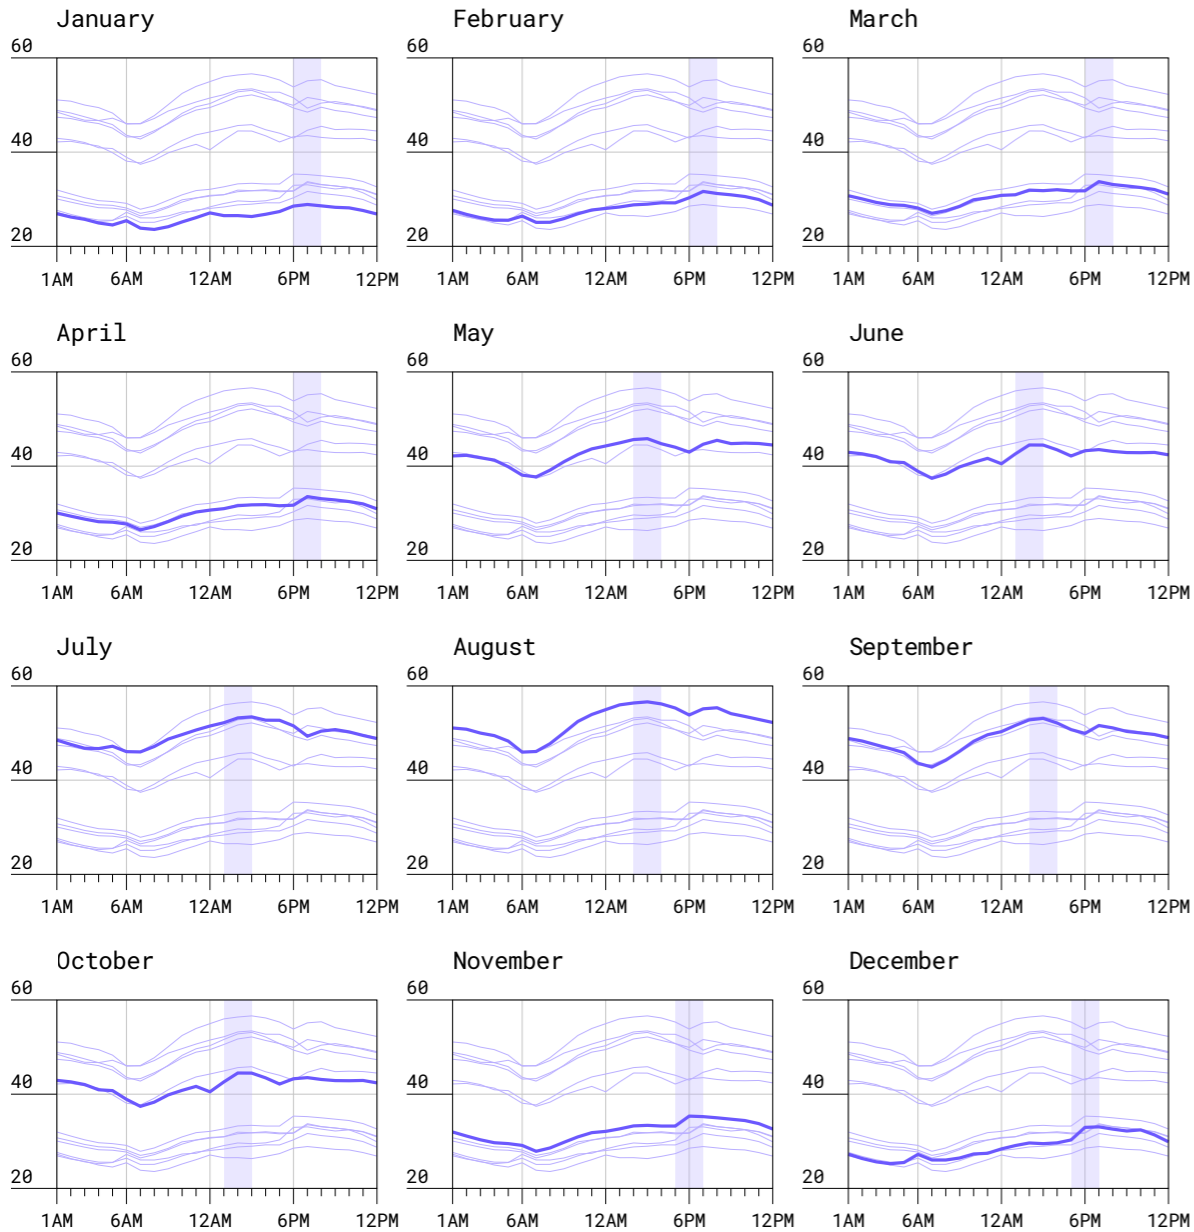 January February March
60 60 60
40 40 40
20 20 20
1AM 6AM 12AM 6PM 12PM 1AM 6AM 12AM 6PM 12PM 1AM 6AM 12AM 6PM 12PM
April May June
60 60 60
40 40 40
20 20 20
1AM 6AM 12AM 6PM 12PM 1AM 6AM 12AM 6PM 12PM 1AM 6AM 12AM 6PM 12PM
July August September
60 60 60
40 40 40
20 20 20
1AM 6AM 12AM 6PM 12PM 1AM 6AM 12AM 6PM 12PM 1AM 6AM 12AM 6PM 12PM
October November December
60 60 60
40 40 40
20 20 20
1AM 6AM 12AM 6PM 12PM 1AM 6AM 12AM 6PM 12PM 1AM 6AM 12AM 6PM 12PM